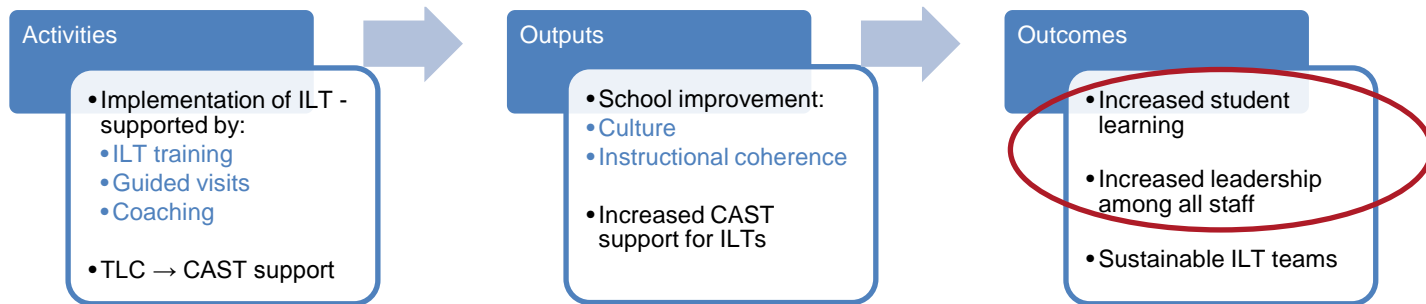 Activities
• Implementation of ILT -
supported by:
• ILT training
• Guided visits
• Coaching
• TLC → CAST support
Outputs
• School improvement:
• Culture
• Instructional coherence
• Increased CAST
support for ILTs
Outcomes
• Increased student
learning
• Increased leadership
among all staff
• Sustainable ILT teams